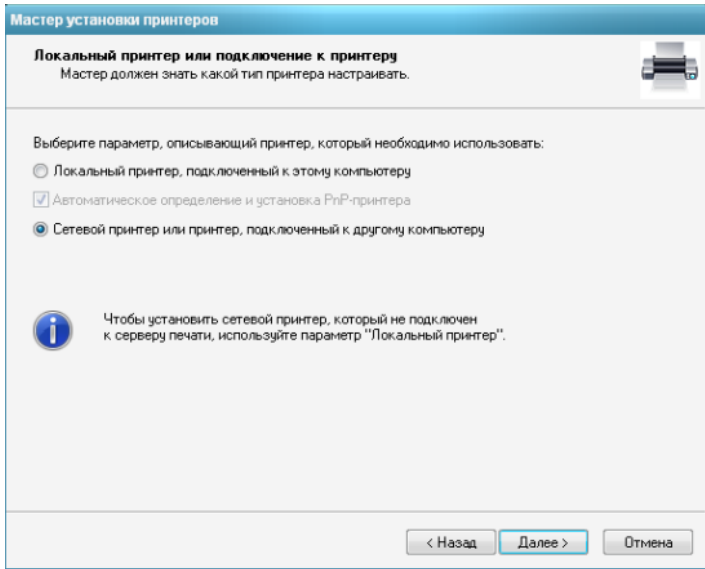 Мастер установки принтеров
Локальный принтер или подключение к принтеру
Мастер должен знать какой тип принтера настраивать.
Выберите параметр, описывающий принтер, который необходимо использовать:
Локальный принтер, подключенный к этому компьютеру
Автоматическое определение и установка PnP-принтера
Сетевой принтер или принтер, подключенный к другому компьютеру
Чтобы установить сетевой принтер, который не подключен
к серверу печати, используйте параметр "Локальный принтер".
< Назад Далее > Отмена